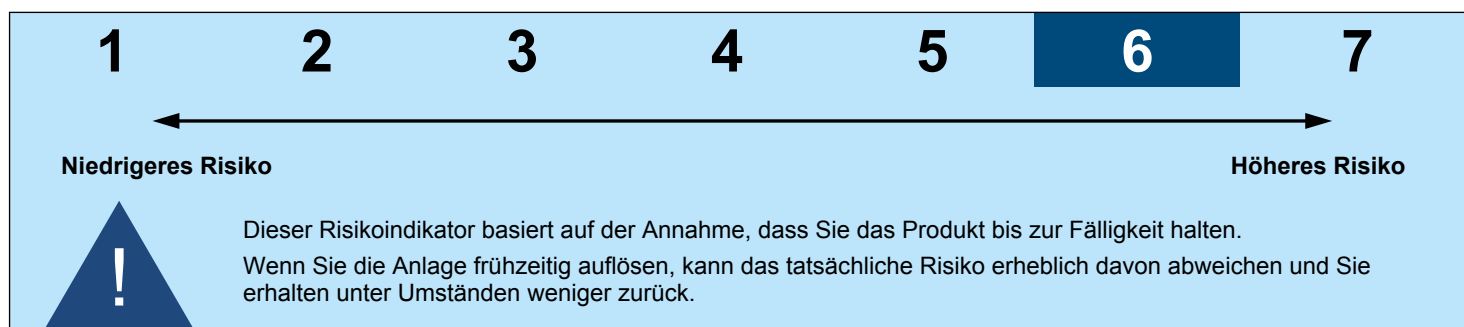 1 2 3 4 5 6 7
Niedrigeres Risiko Höheres Risiko
!
Dieser Risikoindikator basiert auf der Annahme, dass Sie das Produkt bis zur Fälligkeit halten.
Wenn Sie die Anlage frühzeitig auflösen, kann das tatsächliche Risiko erheblich davon abweichen und Sie
erhalten unter Umständen weniger zurück.